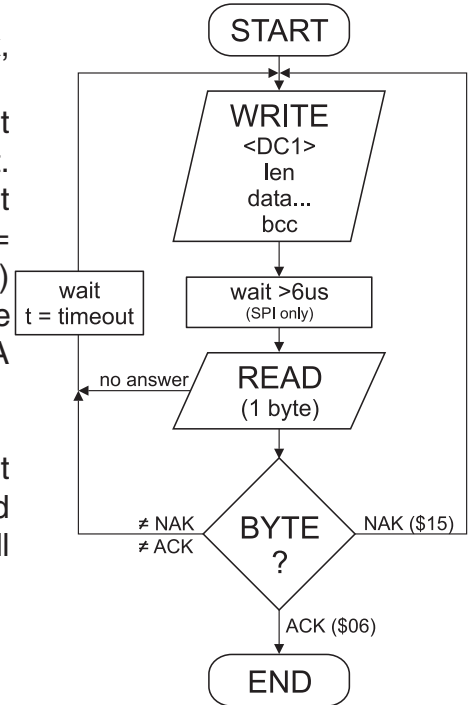 ,
t
t.
t
=
)
e
A
t
d
ll
START
WRITE
<DC1>
len
data...
bcc
wait
t = timeout
wait >6us
(SPI only)
no answer
READ
(1 byte)
≠ NAK
≠ ACK
BYTE
?
NAK ($15)
ACK ($06)
END